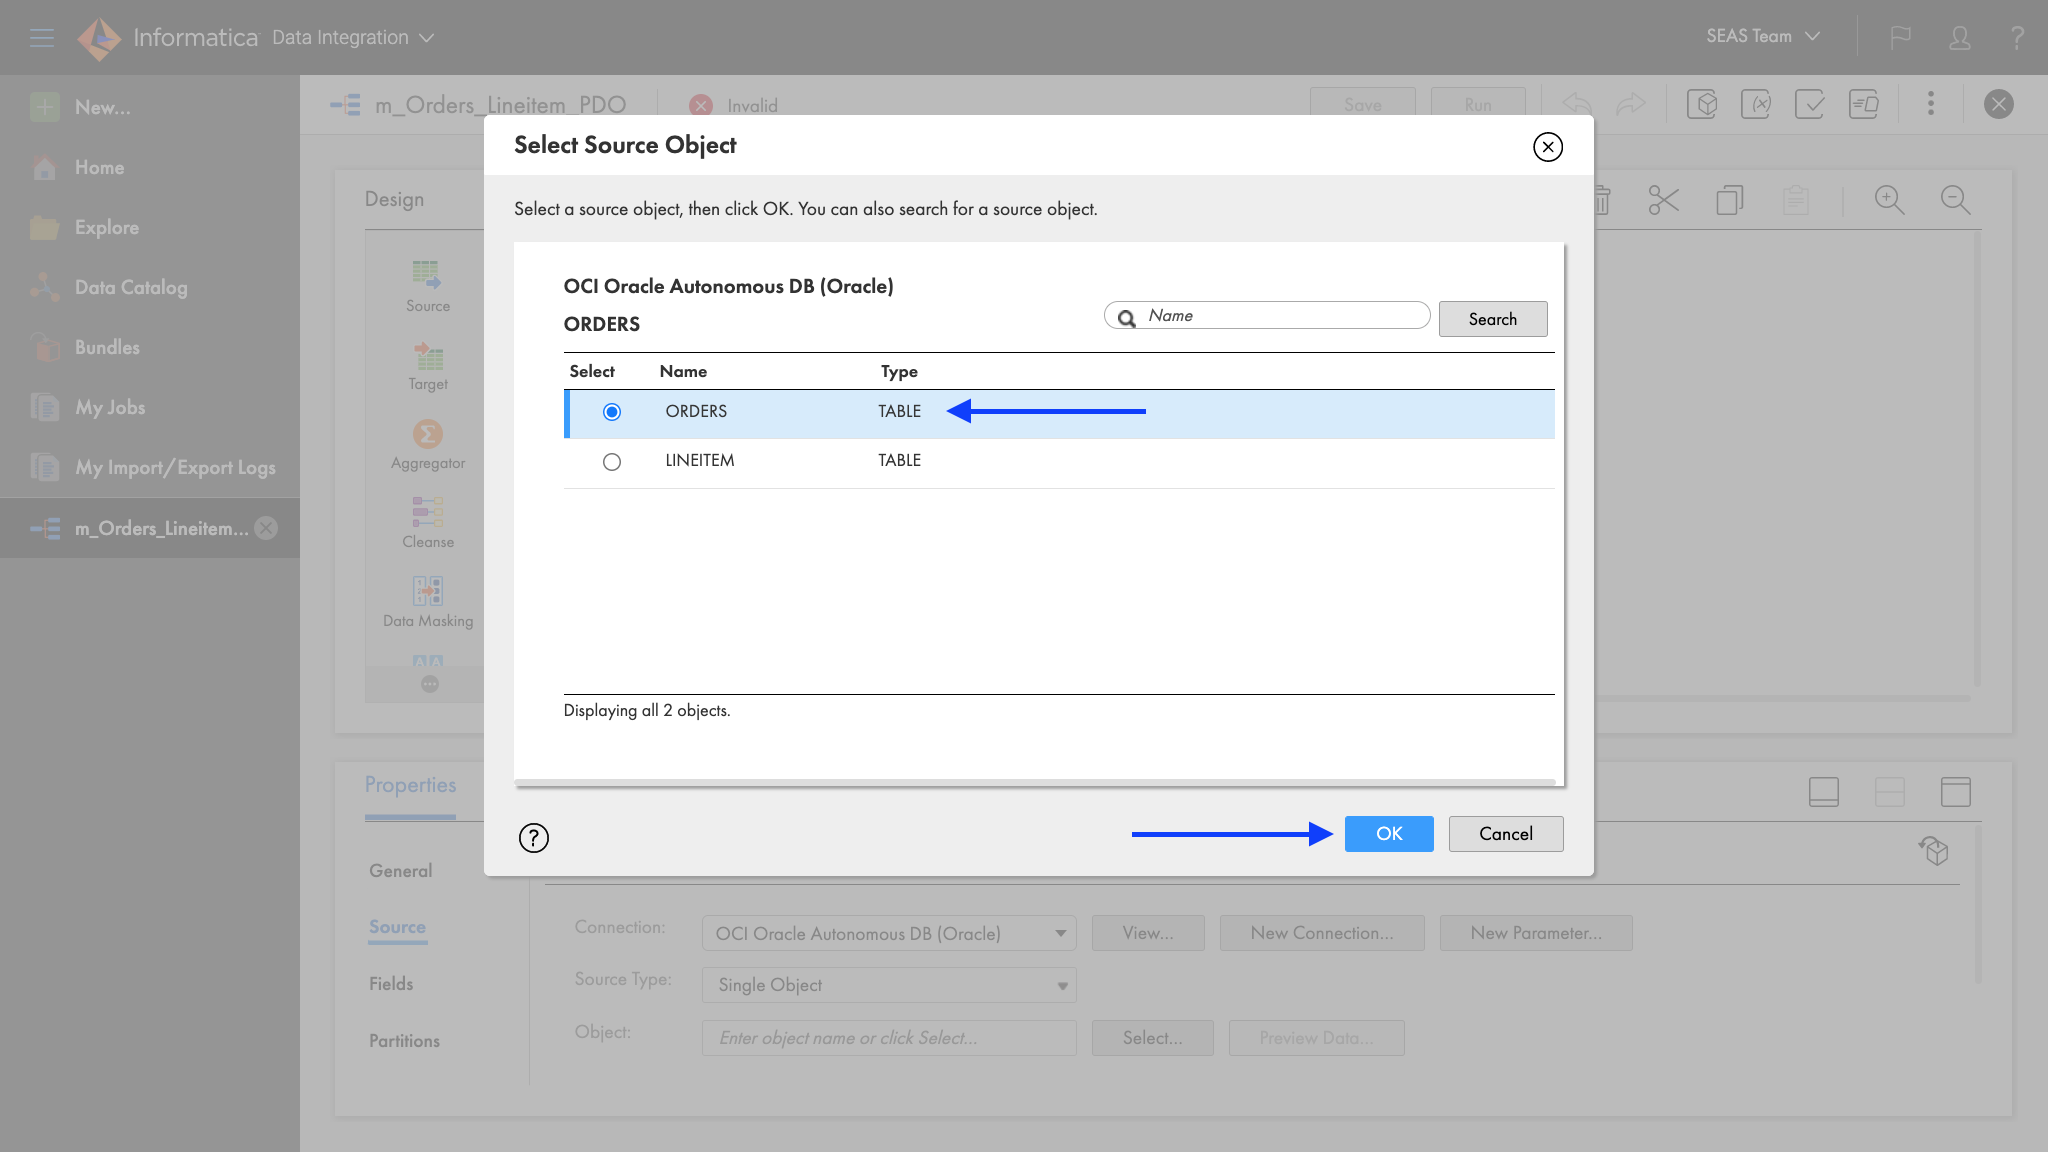 Informatica Data Integration
SEAS Team
?
New...
Home
Explore
Data Catalog
Bundles
My Jobs
My Import/Export Logs
m_Orders_Lineitem...
m_Orders_Lineitem_PDO
Invalid
Save
Run
Design
Source
Target
Aggregator
Cleanse
Data Masking
Select Source Object
Select a source object, then click OK. You can also search for a source object.
OCI Oracle Autonomous DB (Oracle)
ORDERS
Name
Search
Select Name Type
ORDERS TABLE
LINEITEM TABLE
Displaying all 2 objects.
?
OK
Cancel
Properties
General
Source
Fields
Partitions
Connection: OCI Oracle Autonomous DB (Oracle) View... New Connection... New Parameter...
Source Type: Single Object
Object: Enter object name or click Select... Select... Preview Data...